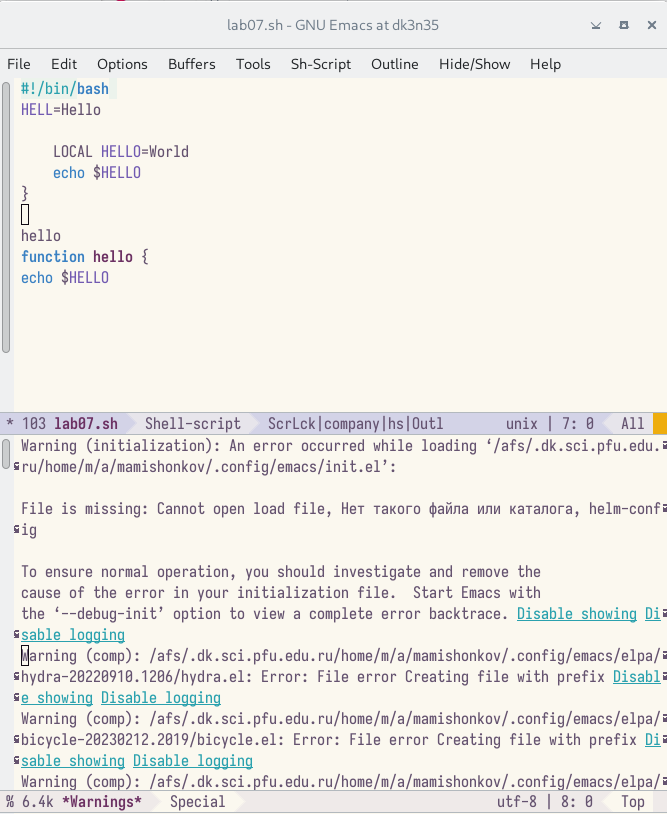 lab07.sh - GNU Emacs at dk3n35
File Edit Options Buffers Tools Sh-Script Outline Hide/Show Help
#!/bin/bash
HELL=Hello
LOCAL HELLO=World
echo $HELLO
}
hello
function hello {
echo $HELLO
* 103 lab07.sh Shell-script ScrLck|company|hs|Outl unix | 7: 0 All
Warning (initialization): An error occurred while loading ‘/afs/.dk.sci.pfu.edu.
ru/home/m/a/mamishonkov/.config/emacs/init.el’:
File is missing: Cannot open load file, Нет такого файла или каталога, helm-conf
ig
To ensure normal operation, you should investigate and remove the
cause of the error in your initialization file.  Start Emacs with
the ‘--debug-init’ option to view a complete error backtrace. Disable showing Di
sable logging
Warning (comp): /afs/.dk.sci.pfu.edu.ru/home/m/a/mamishonkov/.config/emacs/elpa/
hydra-20220910.1206/hydra.el: Error: File error Creating file with prefix Disabl
e showing Disable logging
Warning (comp): /afs/.dk.sci.pfu.edu.ru/home/m/a/mamishonkov/.config/emacs/elpa/
bicycle-20230212.2019/bicycle.el: Error: File error Creating file with prefix Di
sable showing Disable logging
Warning (comp): /afs/.dk.sci.pfu.edu.ru/home/m/a/mamishonkov/.config/emacs/elpa/
% 6.4k *Warnings* Special utf-8 | 8: 0 Top